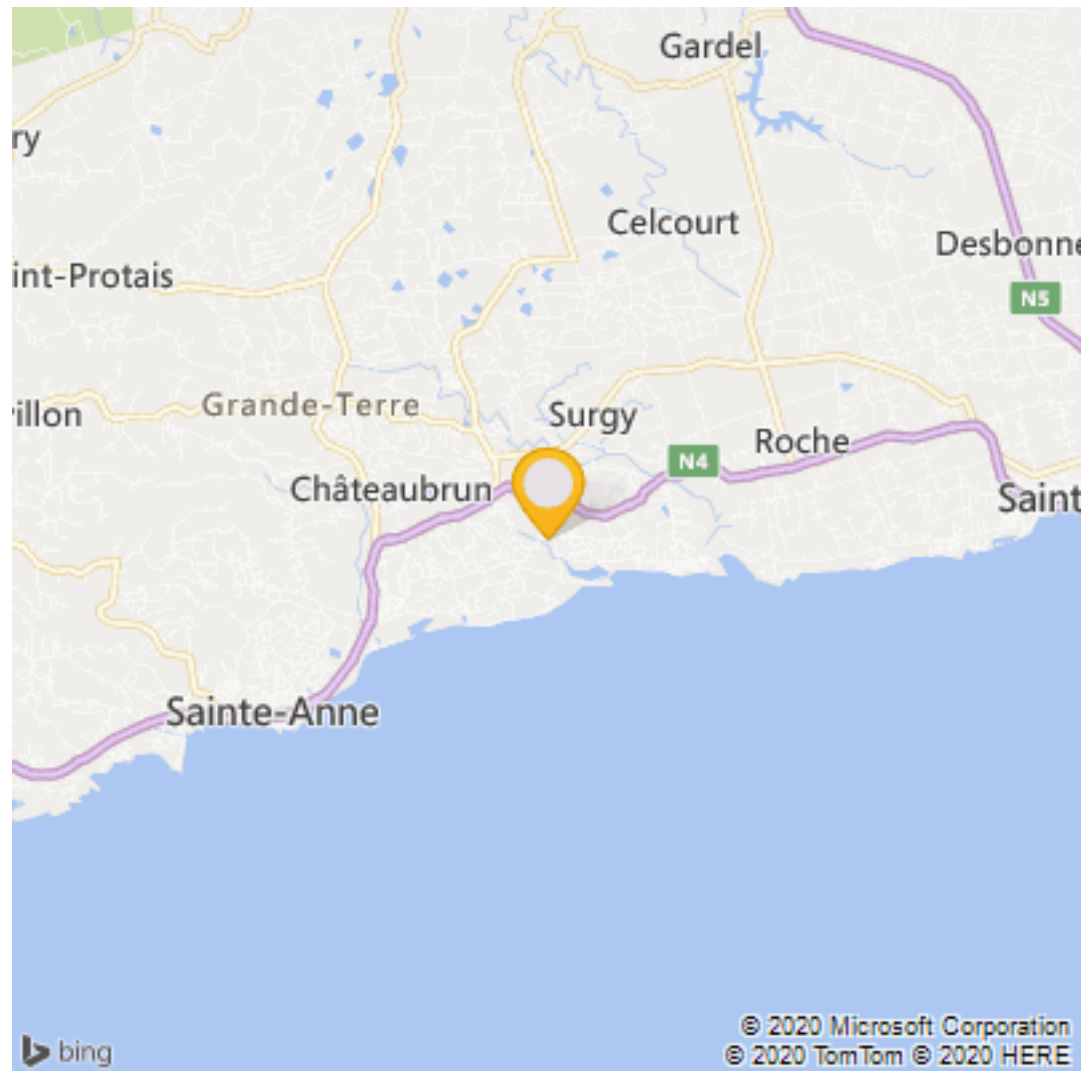 Gardel
ry
Celcourt
Desbonne
int-Protais
N5
Grande-Terre
illon
Surgy
Roche
N4
Châteaubrun
Saint
Sainte-Anne
© 2020 Microsoft Corporation
bing
© 2020 TomTom © 2020 HERE